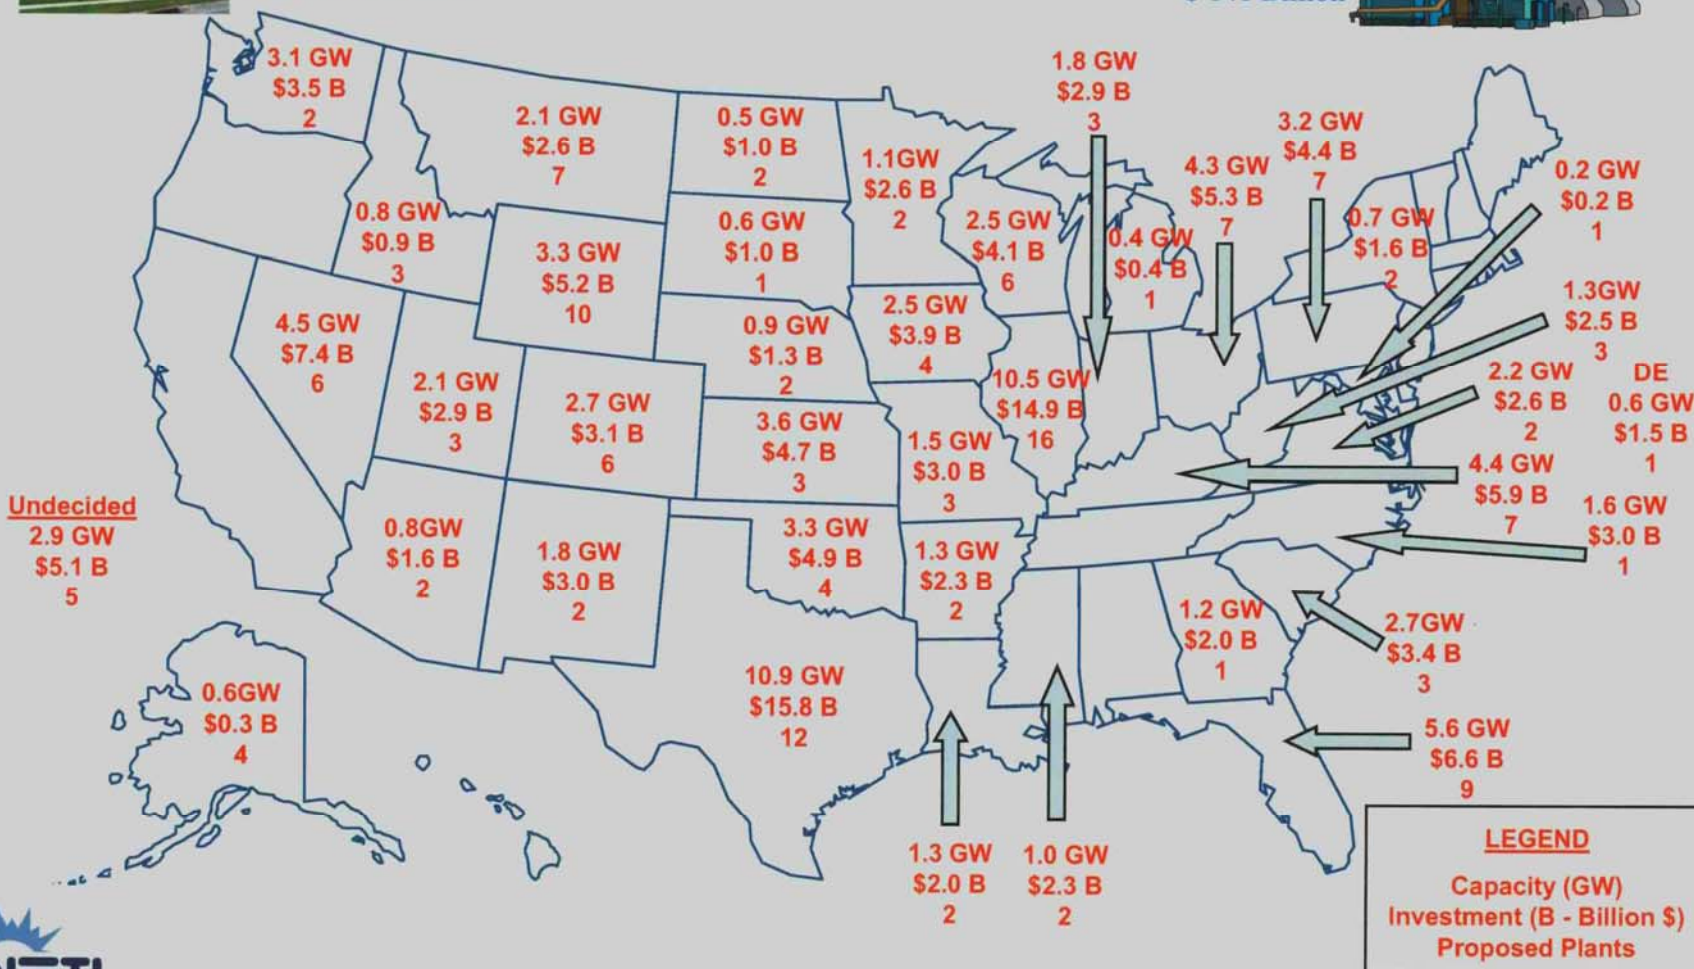 3.1 GW
$3.5 B
2
2.1 GW
$2.6 B
7
0.5 GW
$1.0 B
2
1.1GW
$2.6 B
2
1.8 GW
$2.9 B
3
4.3 GW
$5.3 B
7
3.2 GW
$4.4 B
7
0.2 GW
$0.2 B
1
0.8 GW
$0.9 B
3
3.3 GW
$5.2 B
10
0.6 GW
$1.0 B
1
2.5 GW
$4.1 B
6
0.4 GW
$0.4 B
1
0.7 GW
$1.6 B
2
1.3GW
$2.5 B
3
4.5 GW
$7.4 B
6
2.1 GW
$2.9 B
3
2.7 GW
$3.1 B
6
0.9 GW
$1.3 B
2
2.5 GW
$3.9 B
4
10.5 GW
$14.9 B
16
2.2 GW
$2.6 B
2
DE
0.6 GW
$1.5 B
1
3.6 GW
$4.7 B
3
1.5 GW
$3.0 B
3
4.4 GW
$5.9 B
7
1.6 GW
$3.0 B
1
Undecided
2.9 GW
$5.1 B
5
0.8GW
$1.6 B
2
1.8 GW
$3.0 B
2
3.3 GW
$4.9 B
4
1.3 GW
$2.3 B
2
1.2 GW
$2.0 B
1
2.7GW
$3.4 B
3
0.6GW
$0.3 B
4
10.9 GW
$15.8 B
12
5.6 GW
$6.6 B
9
1.3 GW
$2.0 B
2
1.0 GW
$2.3 B
2
LEGEND
Capacity (GW)
Investment (B - Billion $)
Proposed Plants